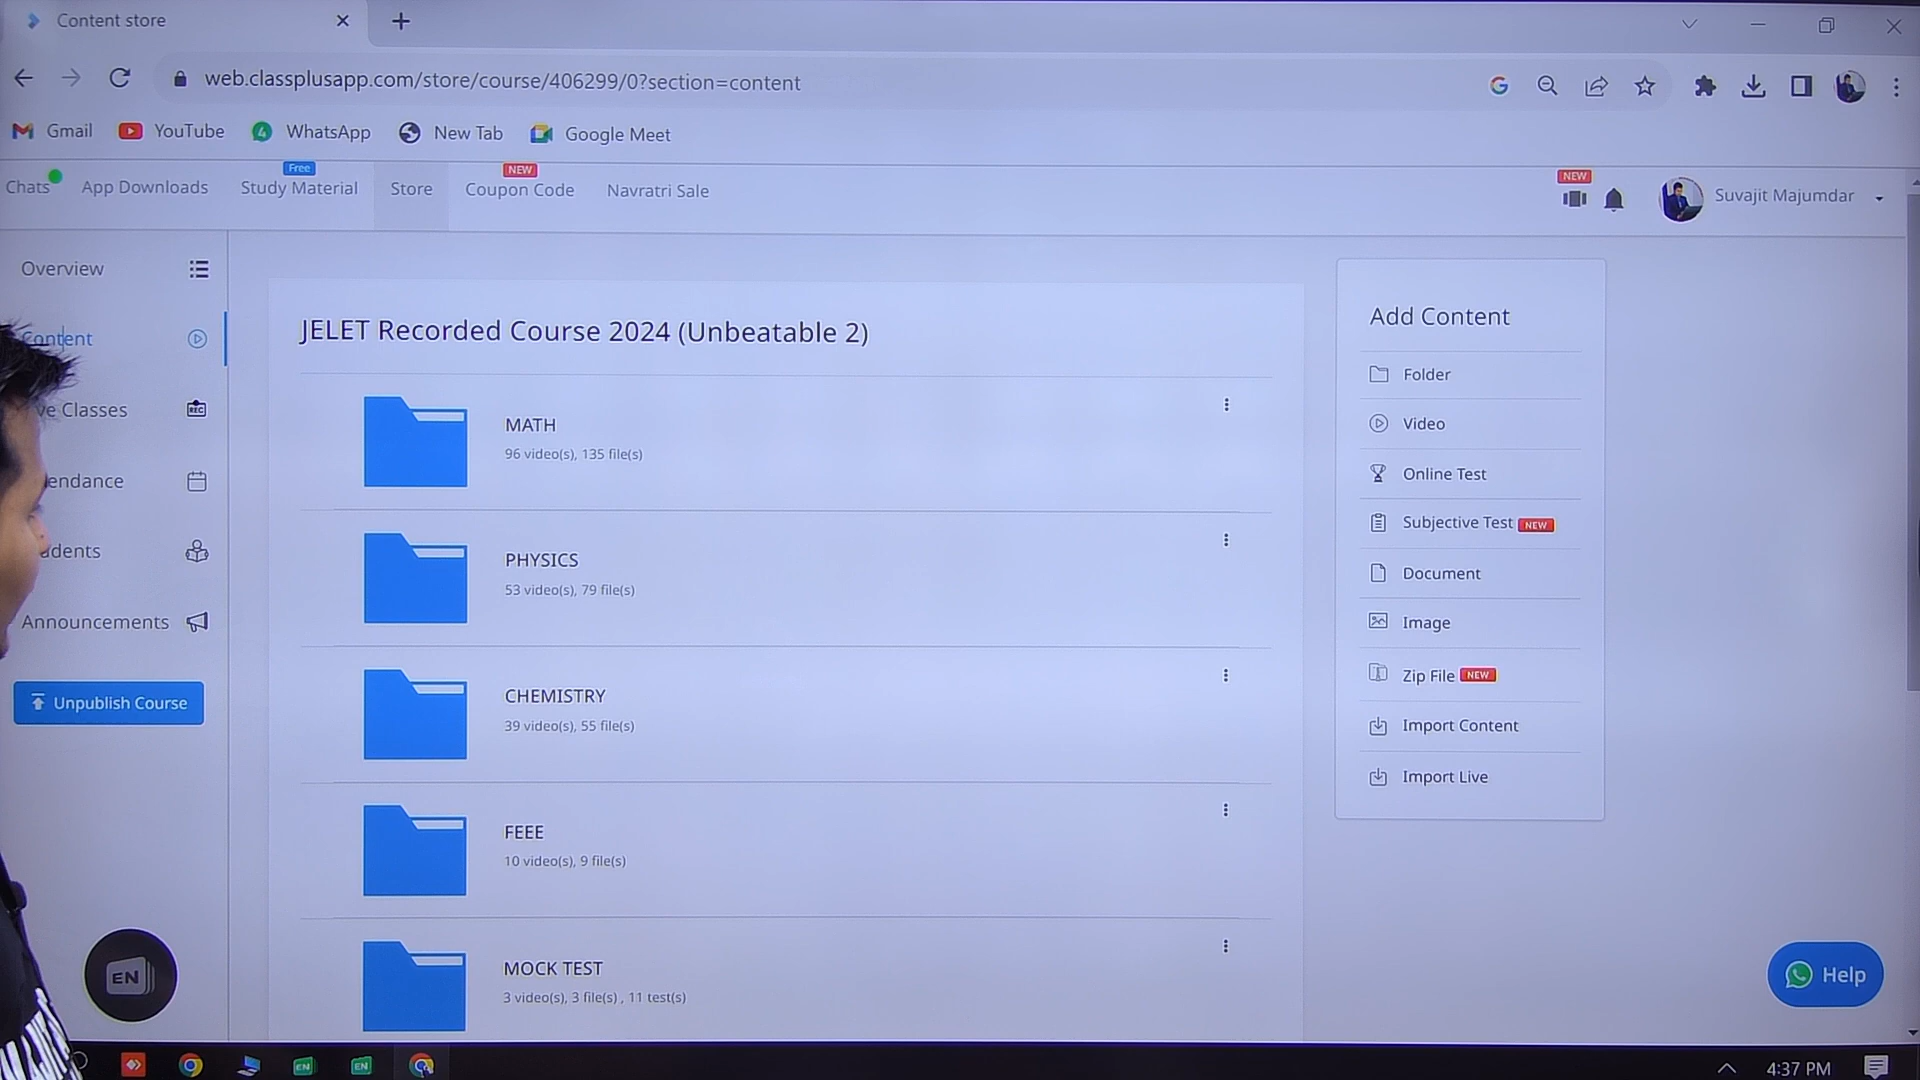 Content store
web.classplusapp.com/store/course/406299/0?section=content
Gmail
YouTube
WhatsApp
New Tab
Google Meet
Chats
App Downloads
Free
Study Material
Store
NEW
Coupon Code
Navratri Sale
NEW
Suvajit Majumdar
Overview
Content
ve Classes
REC
endance
dents
Announcements
Unpublish Course
EN
JELET Recorded Course 2024 (Unbeatable 2)
MATH
96 video(s), 135 file(s)
PHYSICS
53 video(s), 79 file(s)
CHEMISTRY
39 video(s), 55 file(s)
FEEE
10 video(s), 9 file(s)
MOCK TEST
3 video(s), 3 file(s) , 11 test(s)
Add Content
Folder
Video
Online Test
Subjective Test NEW
Document
Image
Zip File NEW
Import Content
Import Live
Help
EN
EN
4:37 PM